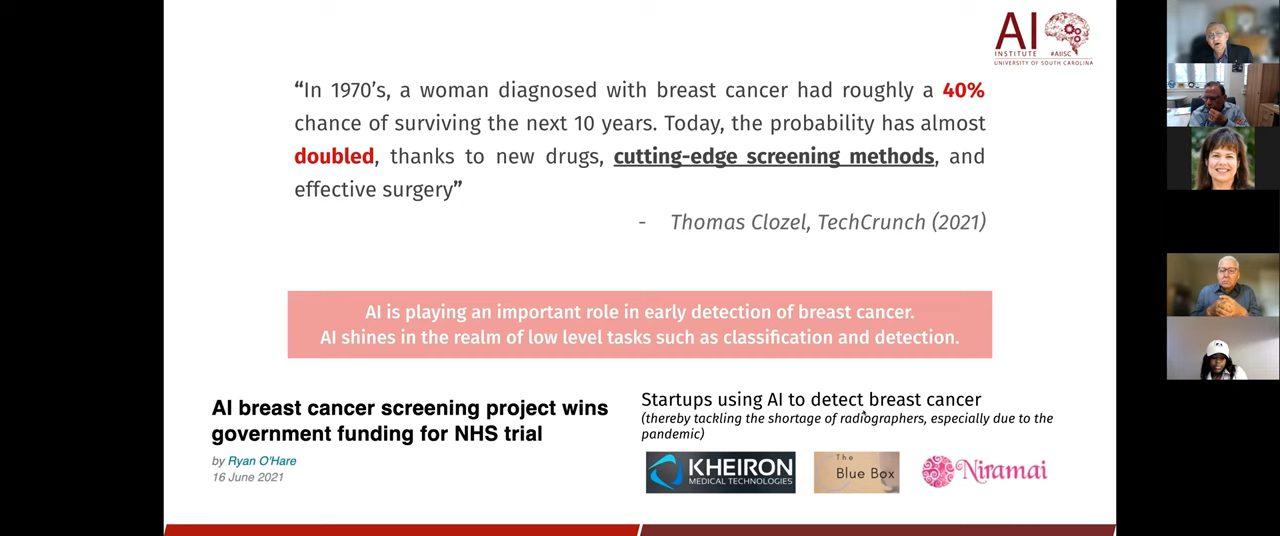 AI
INSTITUTE #AIISC
UNIVERSITY OF SOUTH CAROLINA
“In 1970’s, a woman diagnosed with breast cancer had roughly a 40%
chance of surviving the next 10 years. Today, the probability has almost
doubled, thanks to new drugs, cutting-edge screening methods, and
effective surgery”
- Thomas Clozel, TechCrunch (2021)
AI is playing an important role in early detection of breast cancer.
AI shines in the realm of low level tasks such as classification and detection.
AI breast cancer screening project wins
government funding for NHS trial
by Ryan O'Hare
16 June 2021
Startups using AI to detect breast cancer
(thereby tackling the shortage of radiographers, especially due to the
pandemic)
KHEIRON
MEDICAL TECHNOLOGIES
The
Blue Box
Niramai